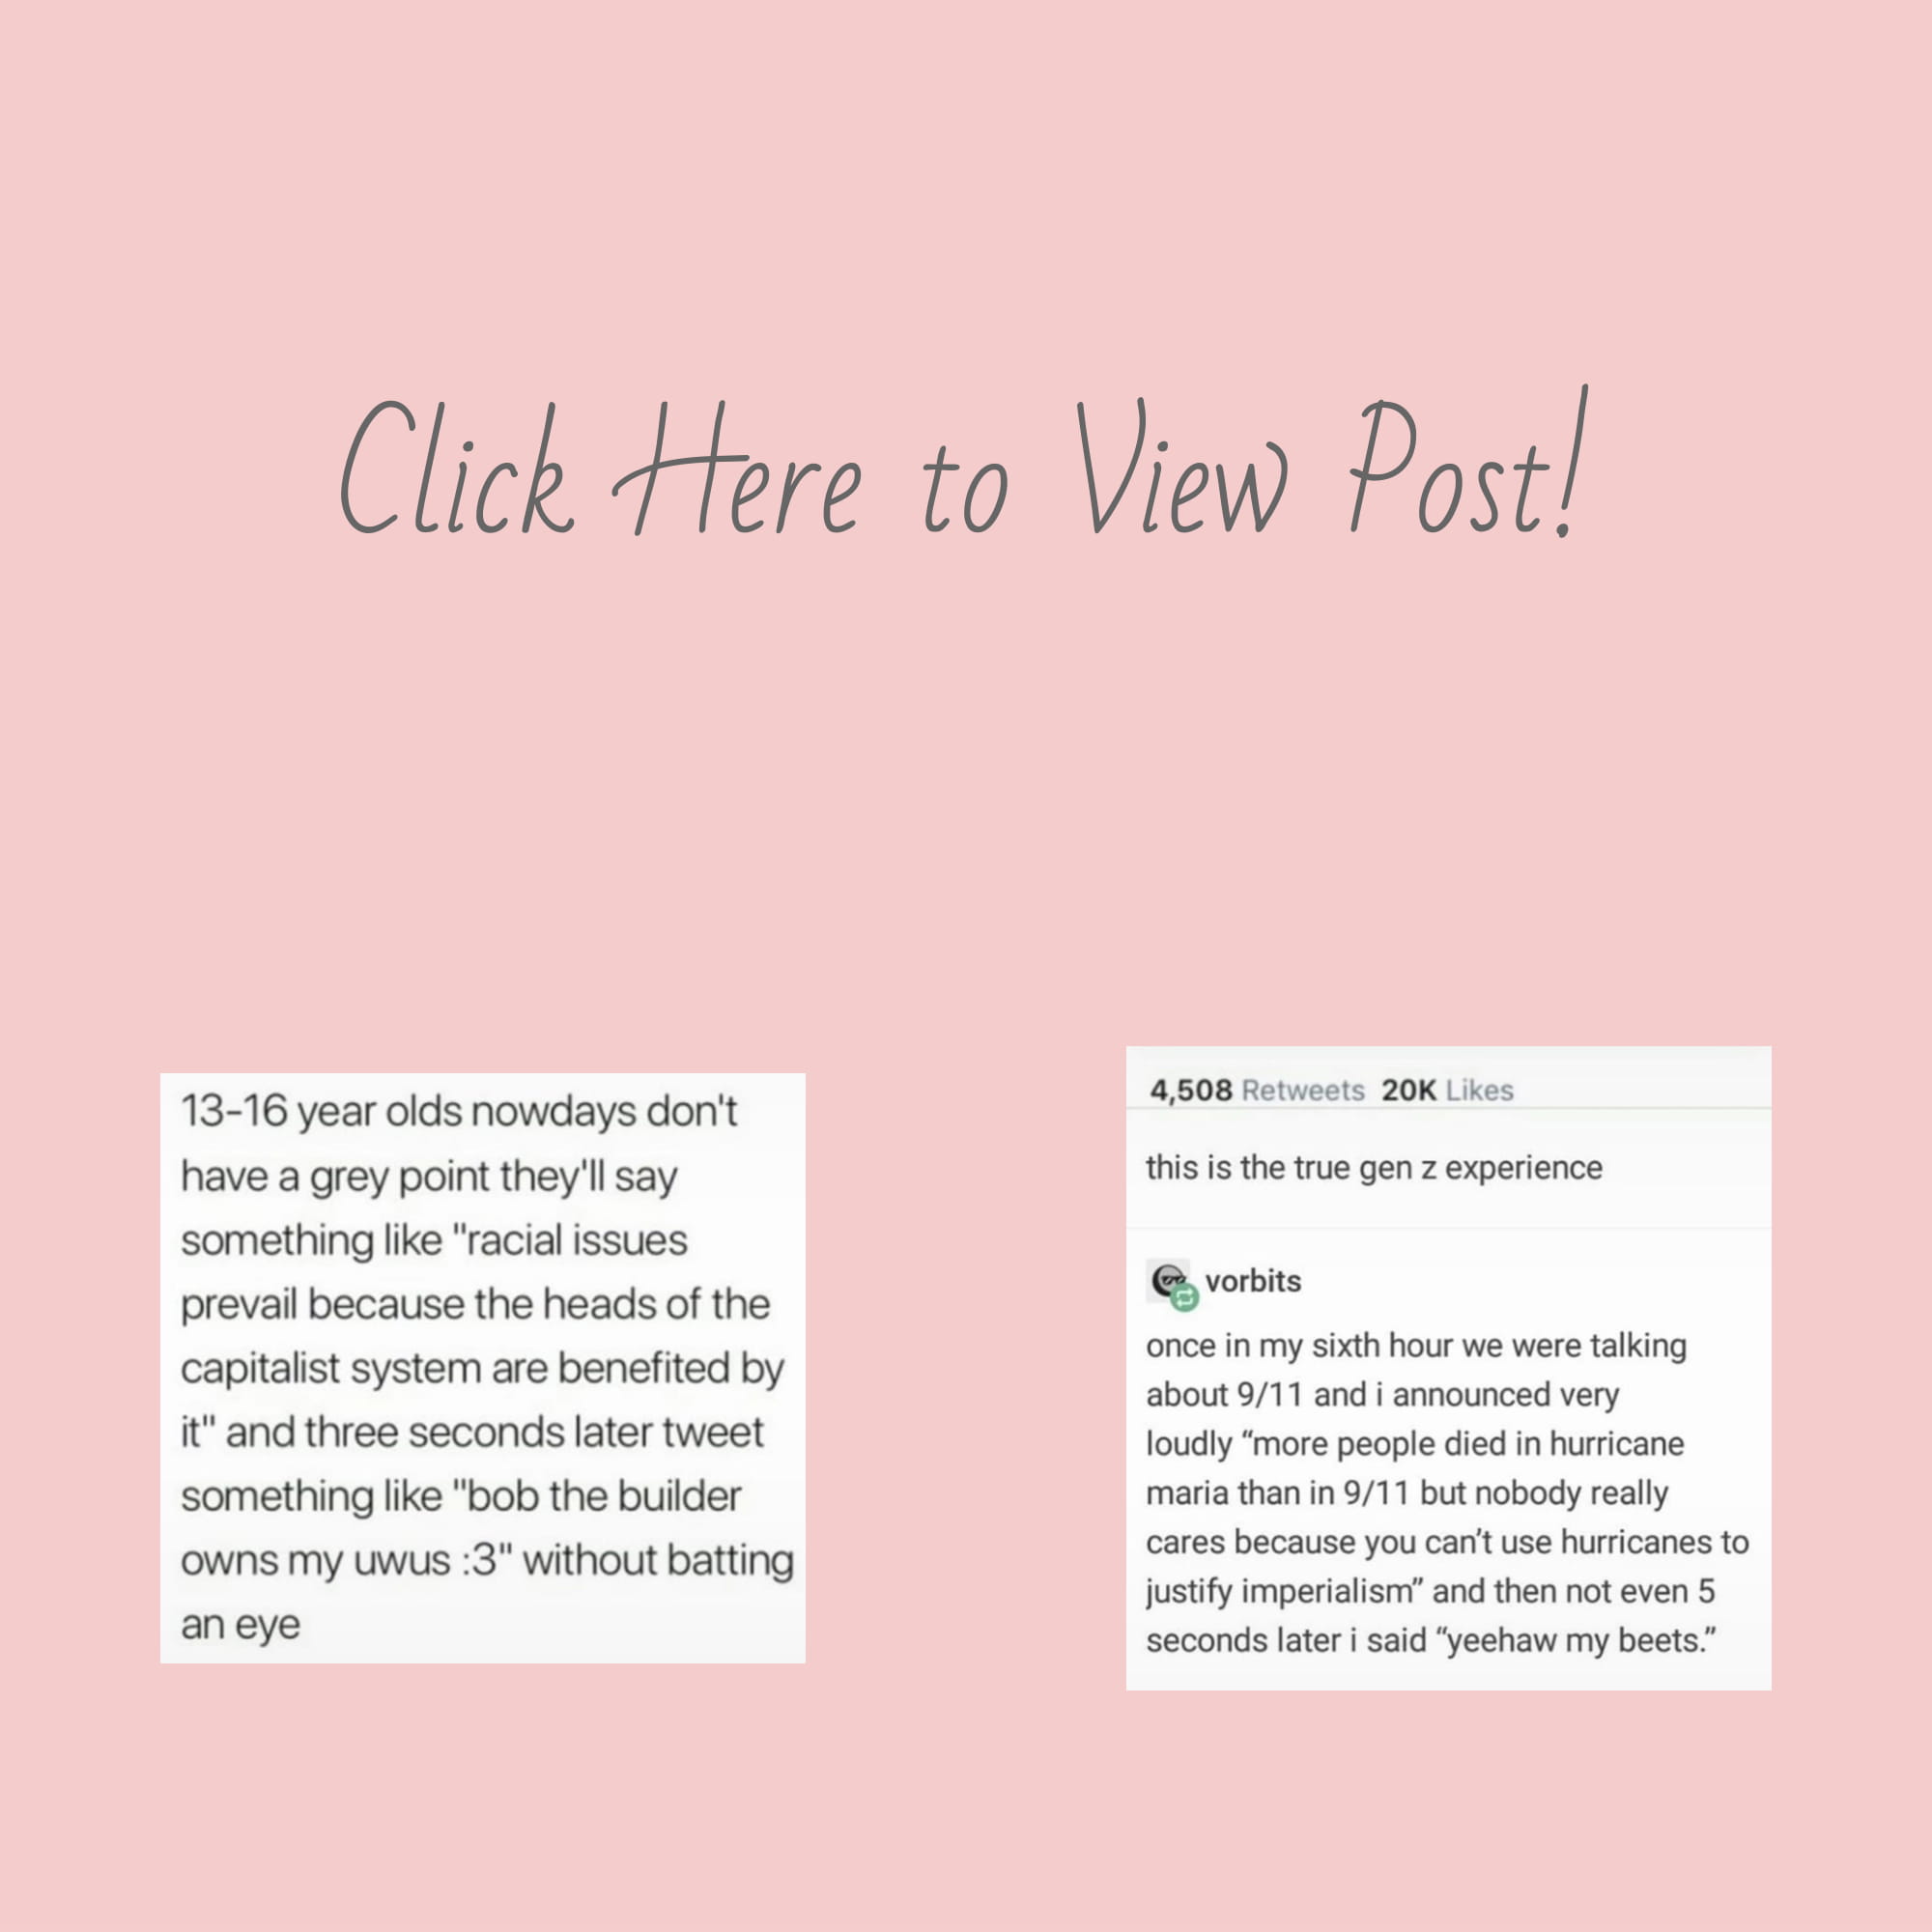 Click Here to View Post!
13-16 year olds nowdays don't
have a grey point they'll say
something like "racial issues
prevail because the heads of the
capitalist system are benefited by
it" and three seconds later tweet
something like "bob the builder
owns my uwus :3" without batting
an eye
4,508 Retweets 20K Likes
this is the true gen z experience
vorbits
once in my sixth hour we were talking
about 9/11 and i announced very
loudly “more people died in hurricane
maria than in 9/11 but nobody really
cares because you can’t use hurricanes to
justify imperialism” and then not even 5
seconds later i said “yeehaw my beets.”